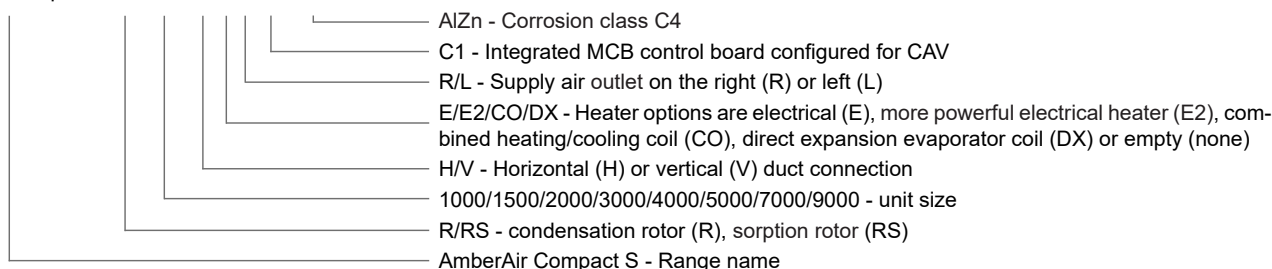 AlZn - Corrosion class C4
C1 - Integrated MCB control board configured for CAV
R/L - Supply air outlet on the right (R) or left (L)
E/E2/CO/DX - Heater options are electrical (E), more powerful electrical heater (E2), com-
bined heating/cooling coil (CO), direct expansion evaporator coil (DX) or empty (none)
H/V - Horizontal (H) or vertical (V) duct connection
1000/1500/2000/3000/4000/5000/7000/9000 - unit size
R/RS - condensation rotor (R), sorption rotor (RS)
AmberAir Compact S - Range name